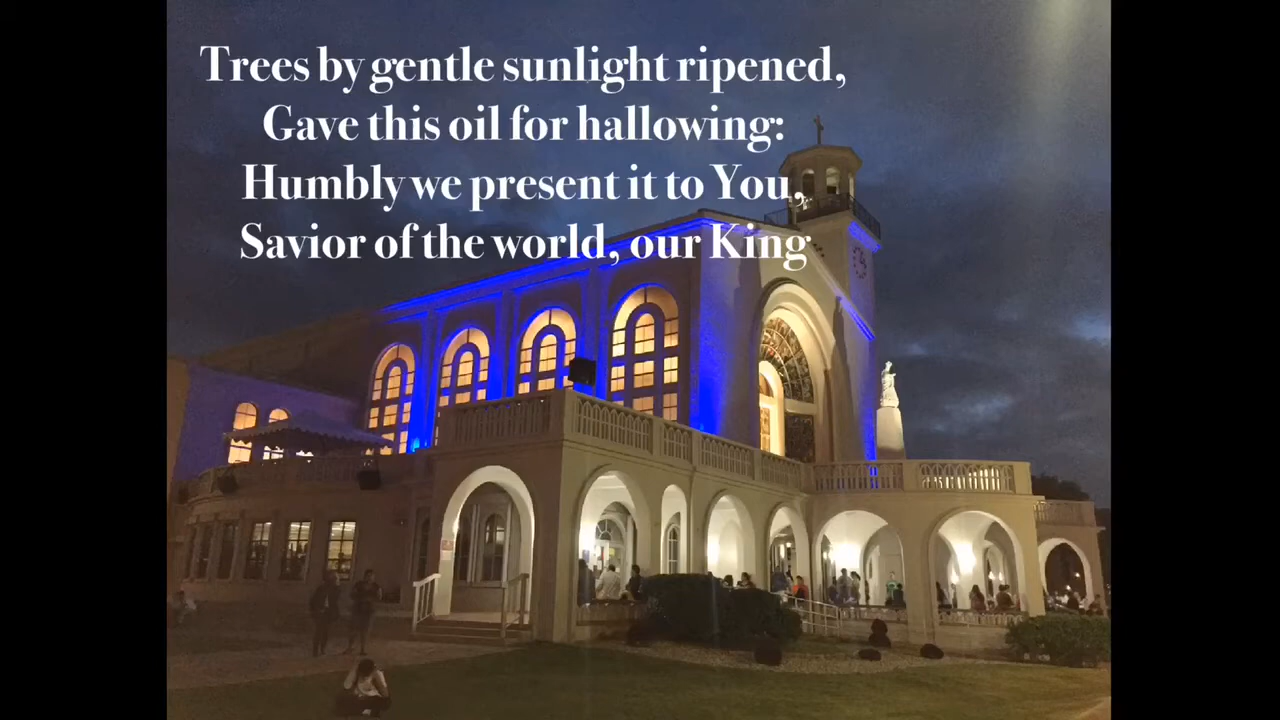 Trees by gentle sunlight ripened,
Gave this oil for hallowing:
Humbly we present it to You,
Savior of the world, our King